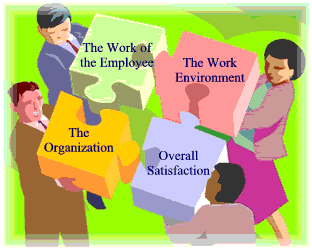 The Work of
the Employee
The Work
Environment
The
Organization
Overall
Satisfaction